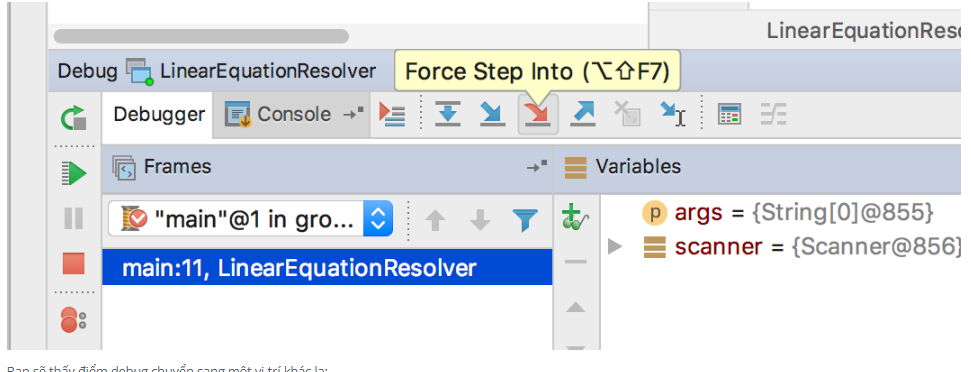 LinearEquationReso
Debug LinearEquationResolver
Force Step Into (⌥⇧F7)
Debugger Console
Frames
Variables
"main"@1 in gro...
p args = {String[0]@855}
scanner = {Scanner@856}
main:11, LinearEquationResolver
Bạn sẽ thấy điểm debug chuyển sang một vị trí khác lạ: